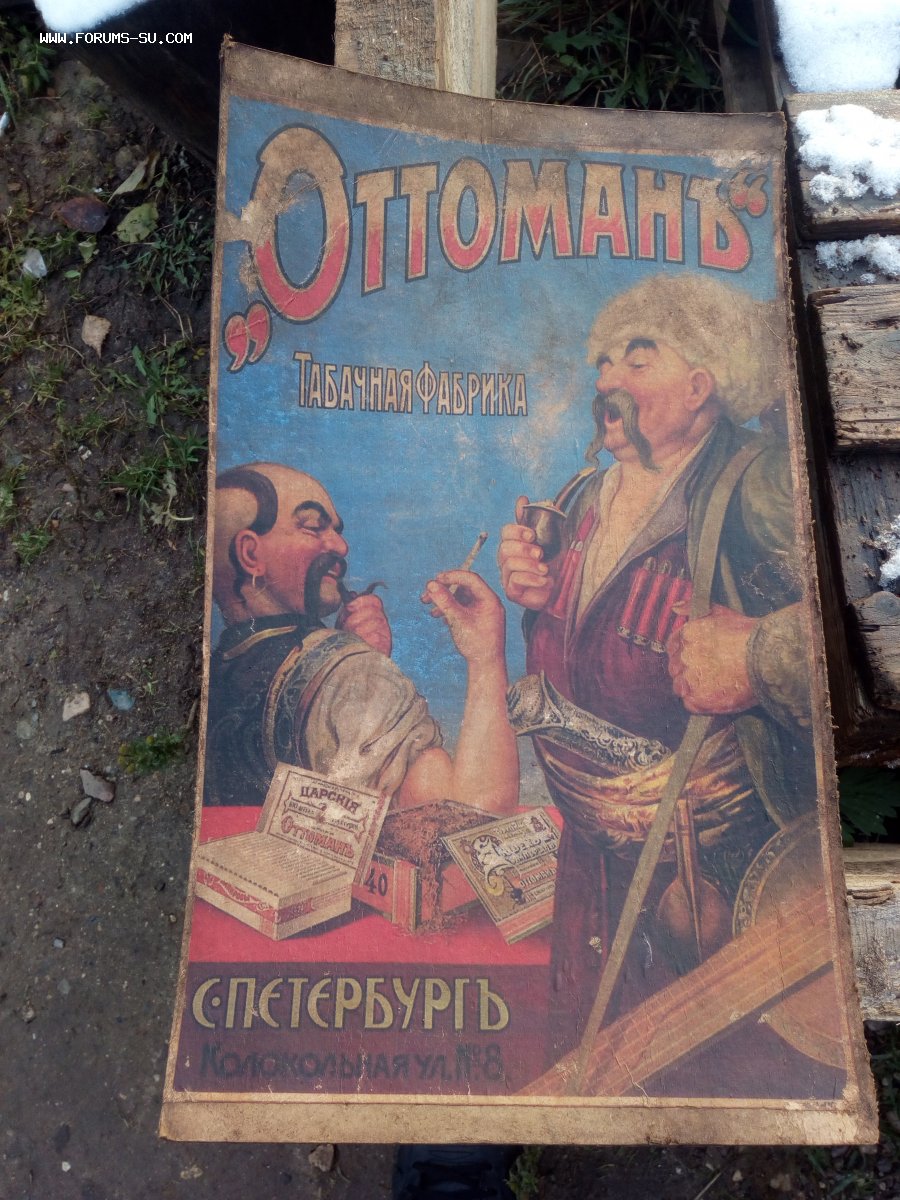 WWW.FORUMS-SU.COM
„Оттоманъ“
Табачная Фабрика
ЦАРСКІЯ
ОТТОМАНЪ
40
С·Петербургъ
Колокольная ул. №8.